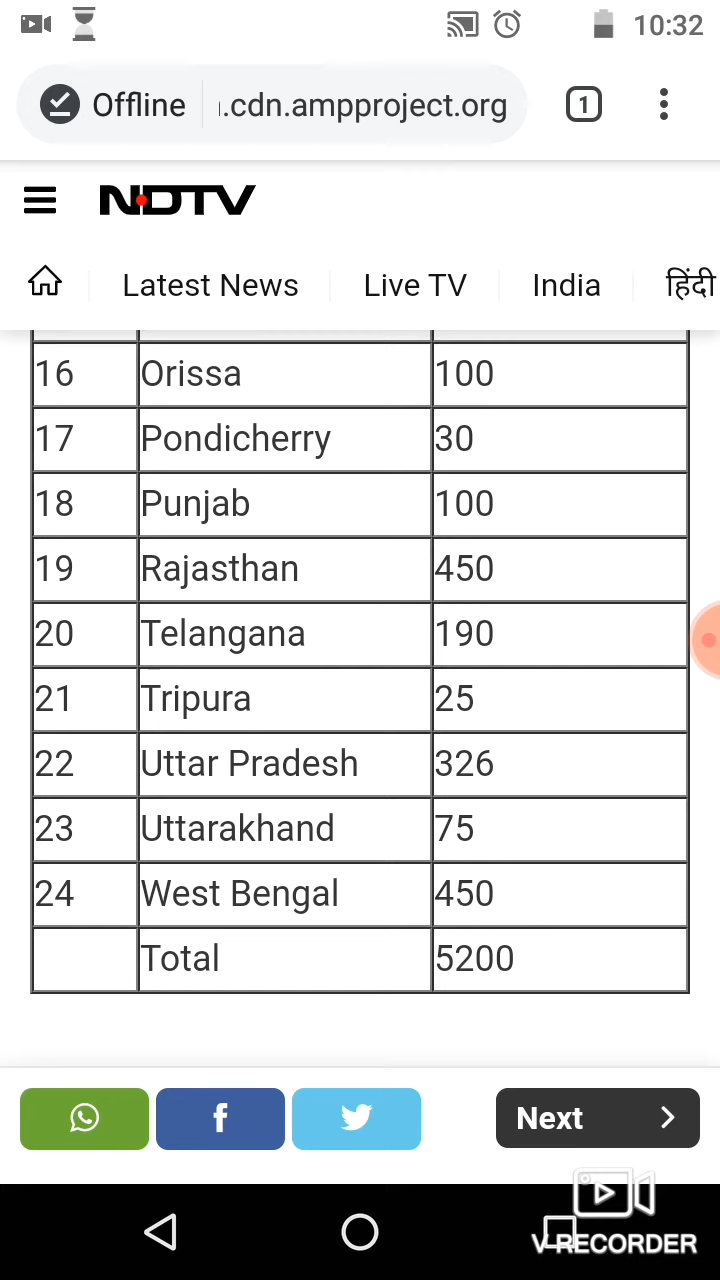 10:32
Offline .cdn.ampproject.org 1
NDTV
Latest News Live TV India हिंदी
16 Orissa 100
17 Pondicherry 30
18 Punjab 100
19 Rajasthan 450
20 Telangana 190
21 Tripura 25
22 Uttar Pradesh 326
23 Uttarakhand 75
24 West Bengal 450
Total 5200
f Next
V RECORDER